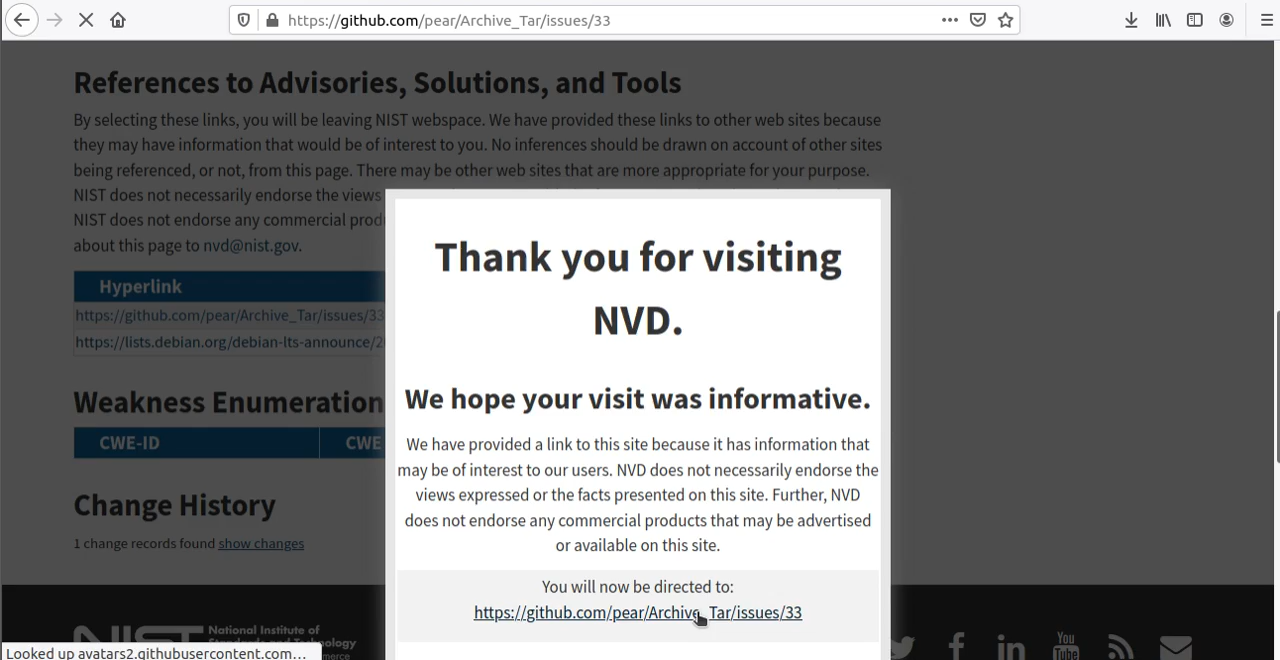 https://github.com/pear/Archive_Tar/issues/33
References to Advisories, Solutions, and Tools
By selecting these links, you will be leaving NIST webspace. We have provided these links to other web sites because
they may have information that would be of interest to you. No inferences should be drawn on account of other sites
being referenced, or not, from this page. There may be other web sites that are more appropriate for your purpose.
NIST does not necessarily endorse the views
NIST does not endorse any commercial prod
about this page to nvd@nist.gov.
Hyperlink
https://github.com/pear/Archive_Tar/issues/33
https://lists.debian.org/debian-lts-announce/2
Weakness Enumeration
CWE-ID
CWE
Change History
1 change records found show changes
Thank you for visiting
NVD.
We hope your visit was informative.
We have provided a link to this site because it has information that
may be of interest to our users. NVD does not necessarily endorse the
views expressed or the facts presented on this site. Further, NVD
does not endorse any commercial products that may be advertised
or available on this site.
You will now be directed to:
https://github.com/pear/Archive_Tar/issues/33
NIST
National Institute of
Standards and Technology
merce
You
Tube
Looked up avatars2.githubusercontent.com…